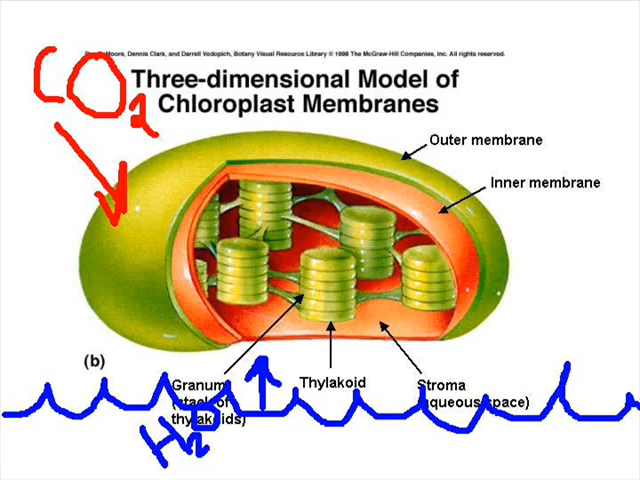 Moore, Dennis Clark, and Darrell Vodopich, Botany Visual Resource Library © 1998 The McGraw-Hill Companies, Inc. All rights reserved.
CO2
Three-dimensional Model of
Chloroplast Membranes
Outer membrane
Inner membrane
(b)
Granum
(stack of
thylakoids)
Thylakoid
Stroma
(aqueous space)
H2O